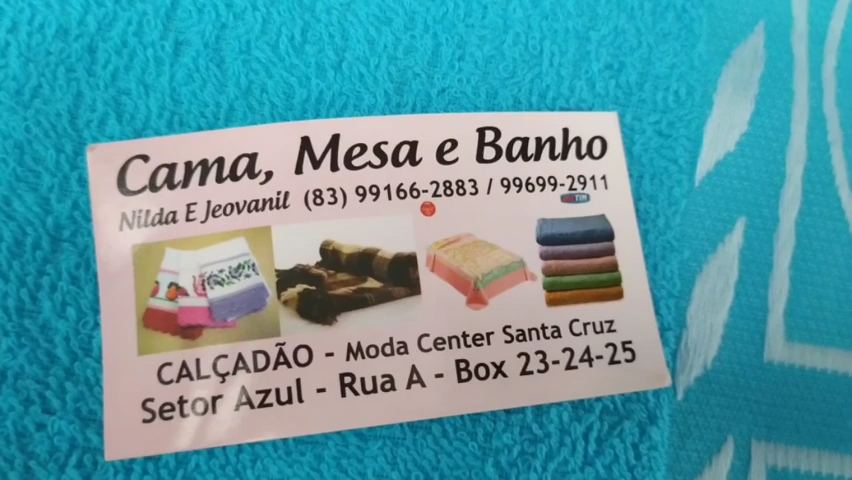 Cama, Mesa e Banho
Nilda E Jeovanil (83) 99166-2883 / 99699-2911
TIM
CALÇADÃO - Moda Center Santa Cruz
Setor Azul - Rua A - Box 23-24-25